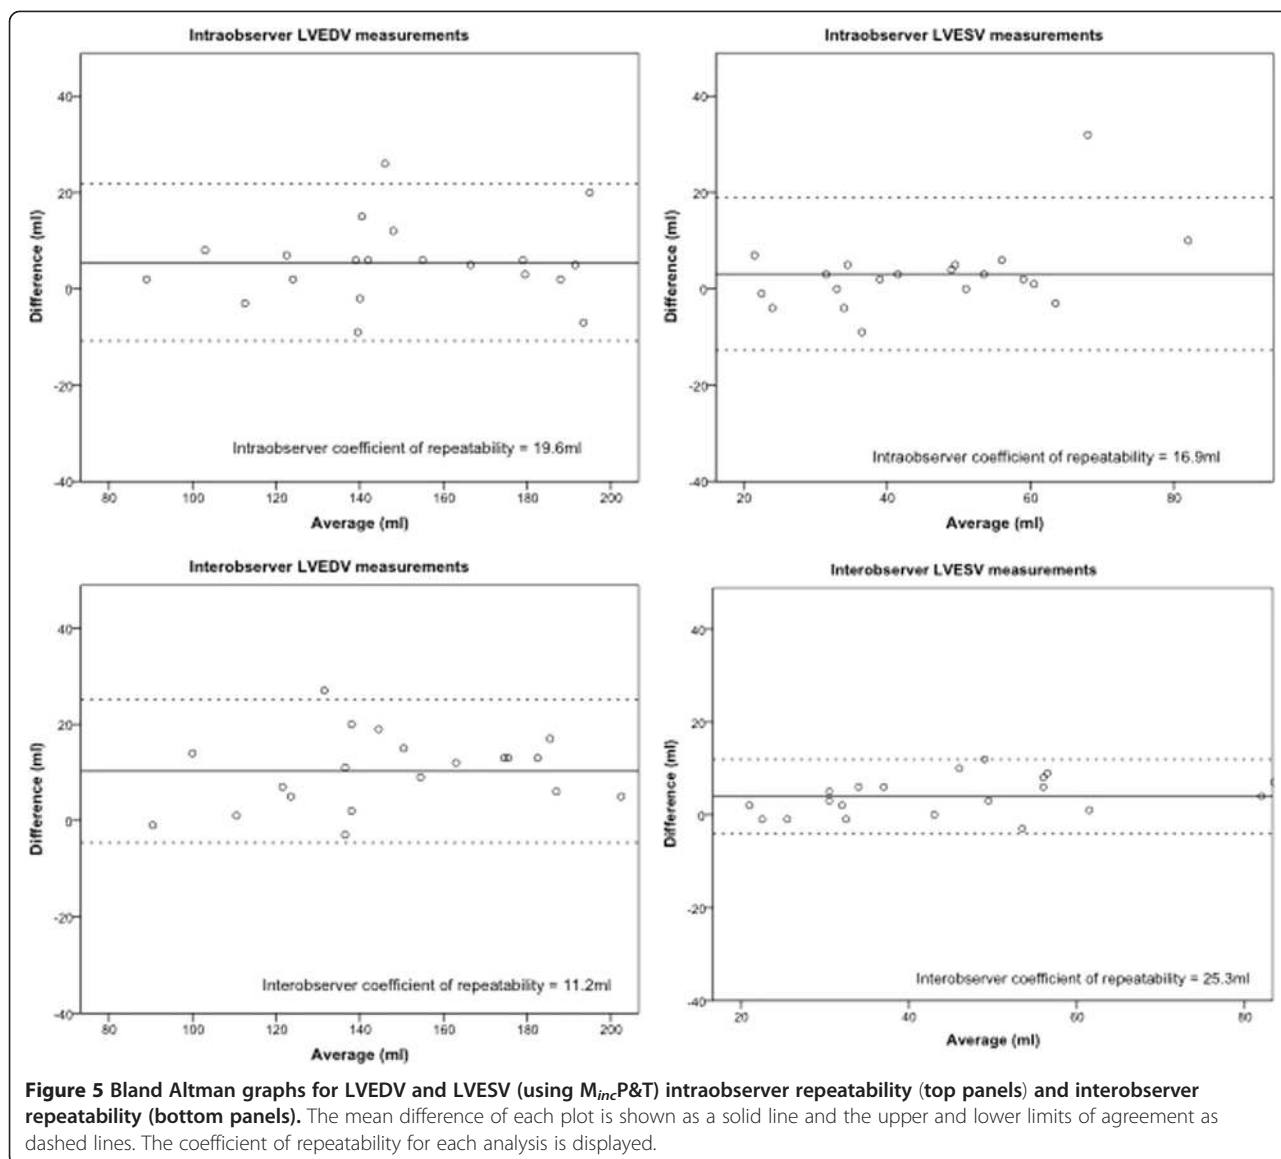 Intraobserver LVEDV measurements
40
20
0
-20
-40
Difference (ml)
Intraobserver coefficient of repeatability = 19.6ml
80 100 120 140 160 180 200
Average (ml)
Intraobserver LVESV measurements
40
20
0
-20
-40
Difference (ml)
Intraobserver coefficient of repeatability = 16.9ml
20 40 60 80
Average (ml)
Interobserver LVEDV measurements
40
20
0
-20
-40
Difference (ml)
Interobserver coefficient of repeatability = 11.2ml
80 100 120 140 160 180 200
Average (ml)
Interobserver LVESV measurements
40
20
0
-20
-40
Difference (ml)
Interobserver coefficient of repeatability = 25.3ml
20 40 60 80
Average (ml)
Figure 5 Bland Altman graphs for LVEDV and LVESV (using MincP&T) intraobserver repeatability (top panels) and interobserver
repeatability (bottom panels). The mean difference of each plot is shown as a solid line and the upper and lower limits of agreement as
dashed lines. The coefficient of repeatability for each analysis is displayed.